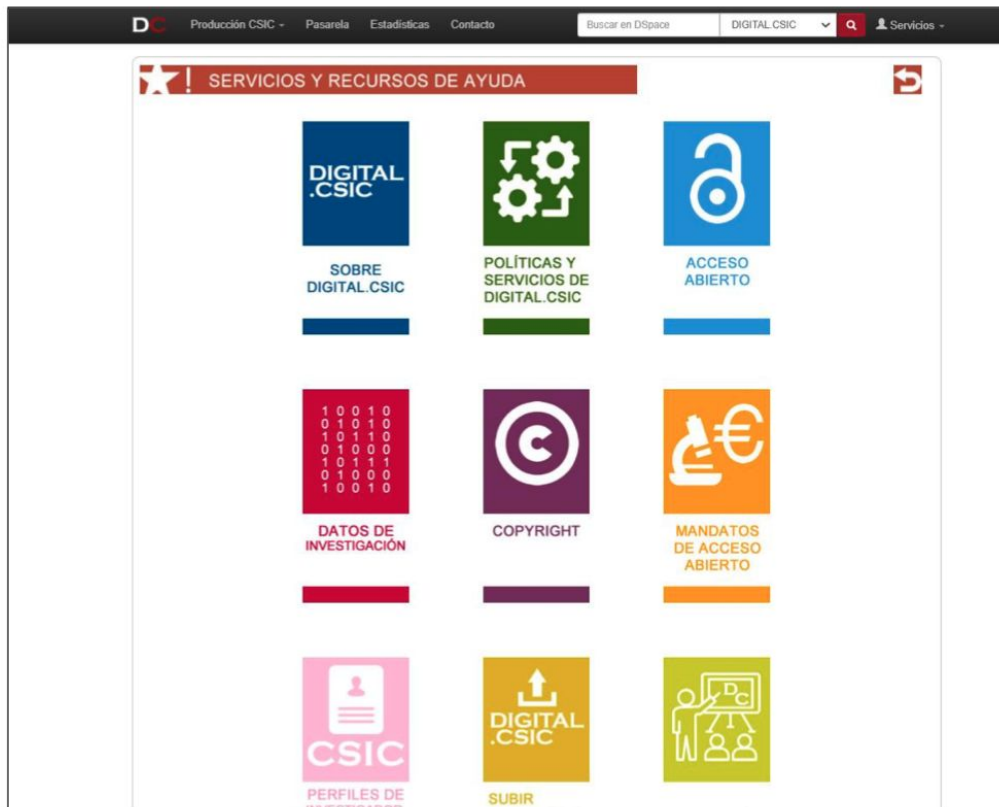 DC Producción CSIC Pasarela Estadísticas Contacto Buscar en DSpace DIGITAL.CSIC Servicios
! SERVICIOS Y RECURSOS DE AYUDA
DIGITAL
.CSIC
SOBRE
DIGITAL.CSIC
POLÍTICAS Y
SERVICIOS DE
DIGITAL.CSIC
ACCESO
ABIERTO
1 0 0 1 0
0 1 0 1 0
1 0 1 1 0
0 1 0 0 0
1 0 1 1 1
0 1 0 0 0
1 0 0 1 0
DATOS DE
INVESTIGACIÓN
C
COPYRIGHT
€
MANDATOS
DE ACCESO
ABIERTO
CSIC
PERFILES DE
INVESTIGADOR
DIGITAL
.CSIC
SUBIR
DC